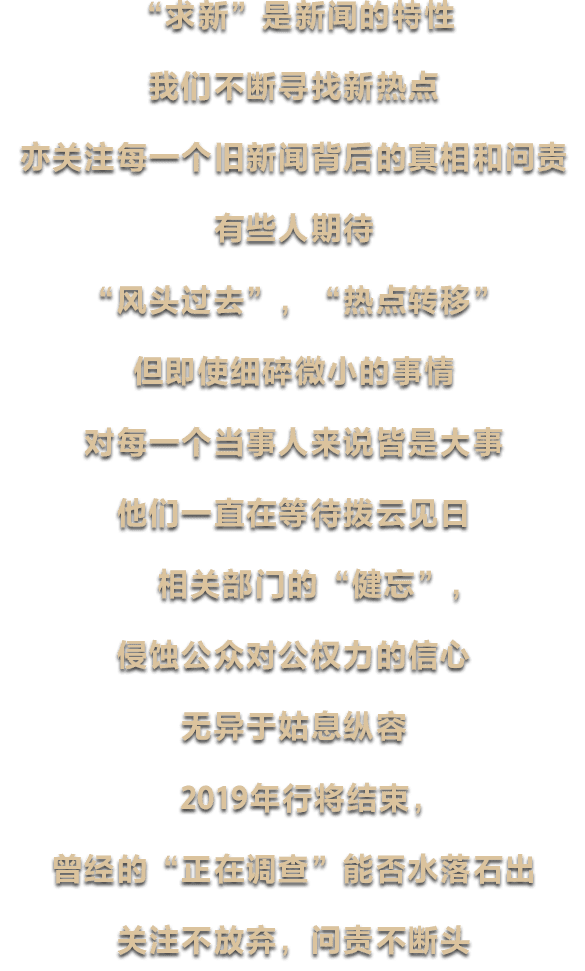 “求新”是新闻的特性
我们不断寻找新热点
亦关注每一个旧新闻背后的真相和问责
有些人期待
“风头过去”，“热点转移”
但即使细碎微小的事情
对每一个当事人来说皆是大事
他们一直在等待拨云见日
相关部门的“健忘”，
侵蚀公众对公权力的信心
无异于姑息纵容
2019年行将结束，
曾经的“正在调查”能否水落石出
关注不放弃，问责不断头